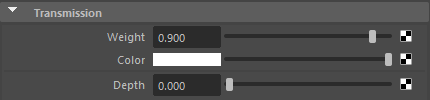 Transmission
Weight 0.900
Color
Depth 0.000